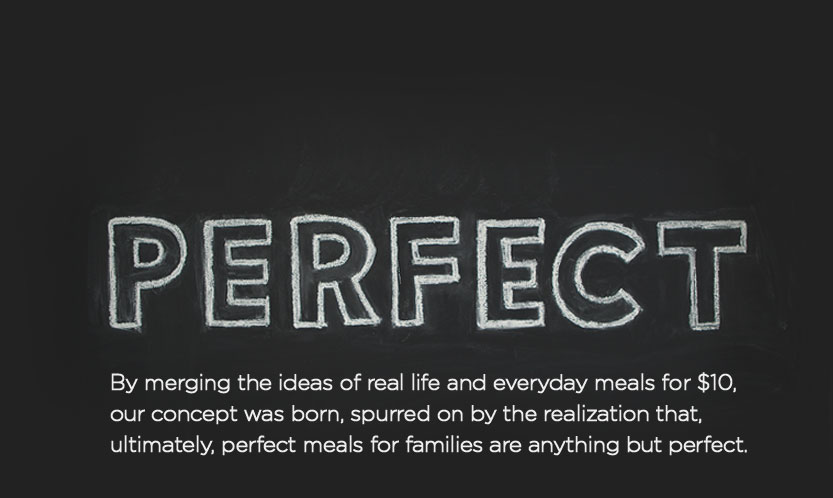 PERFECT
By merging the ideas of real life and everyday meals for $10,
our concept was born, spurred on by the realization that,
ultimately, perfect meals for families are anything but perfect.